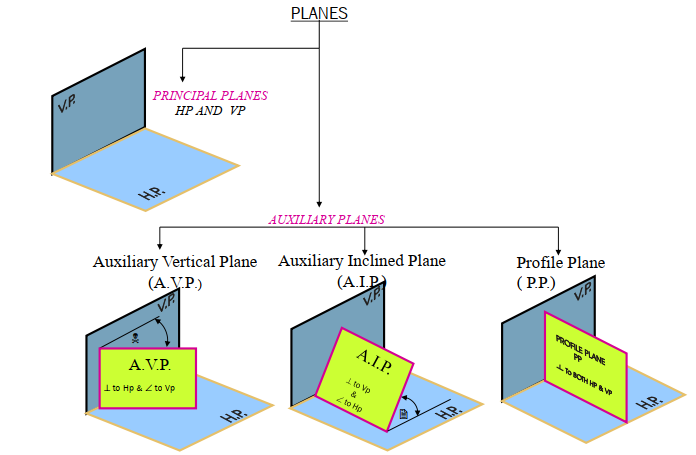 PLANES
V.P.
H.P.
PRINCIPAL PLANES
HP AND VP
AUXILIARY PLANES
Auxiliary Vertical Plane
(A.V.P.)
V.P.
A.V.P.
⊥ to Hp & ∠ to Vp
H.P.
Auxiliary Inclined Plane
(A.I.P.)
V.P.
A.I.P.
⊥ to Vp
&
∠ to Hp
H.P.
Profile Plane
( P.P.)
V.P.
PROFILE PLANE
PP
⊥ To BOTH HP & VP
H.P.